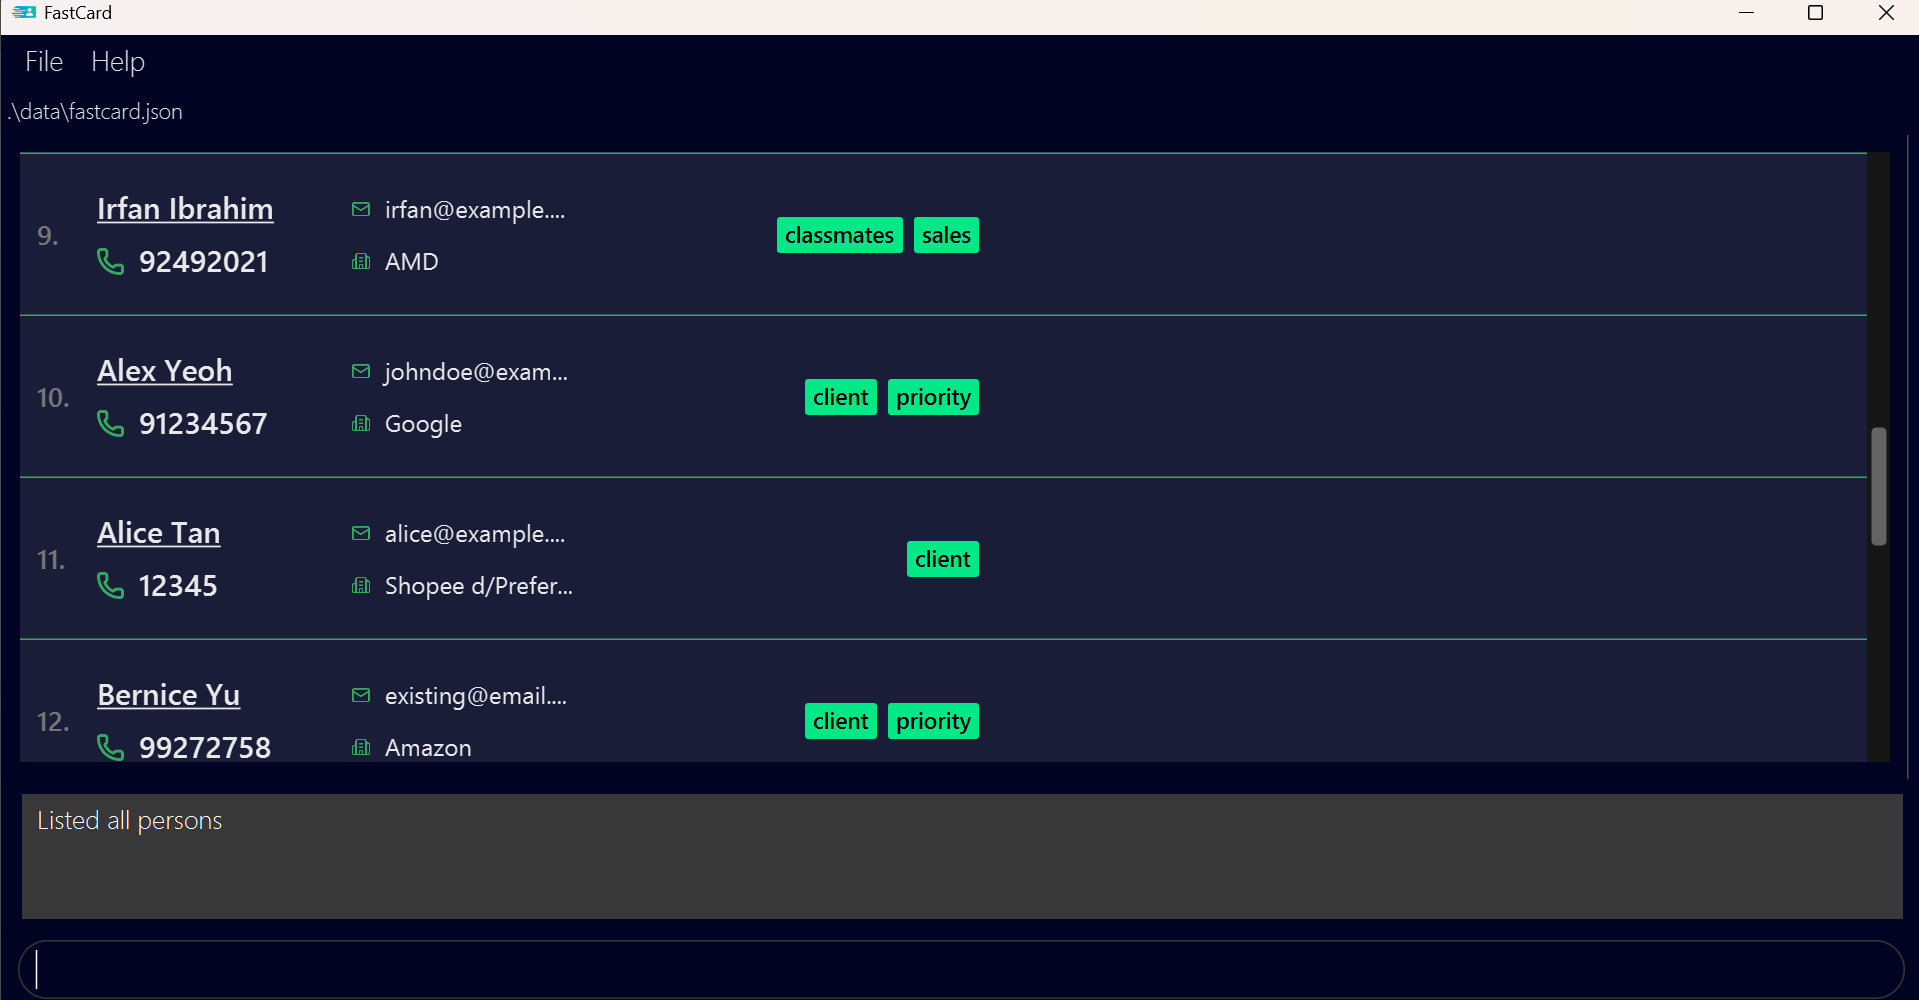 FastCard
File Help
.\data\fastcard.json
9.
Irfan Ibrahim
92492021
irfan@example....
AMD
classmates sales
10.
Alex Yeoh
91234567
johndoe@exam...
Google
client priority
11.
Alice Tan
12345
alice@example....
Shopee d/Prefer...
client
12.
Bernice Yu
99272758
existing@email....
Amazon
client priority
Listed all persons